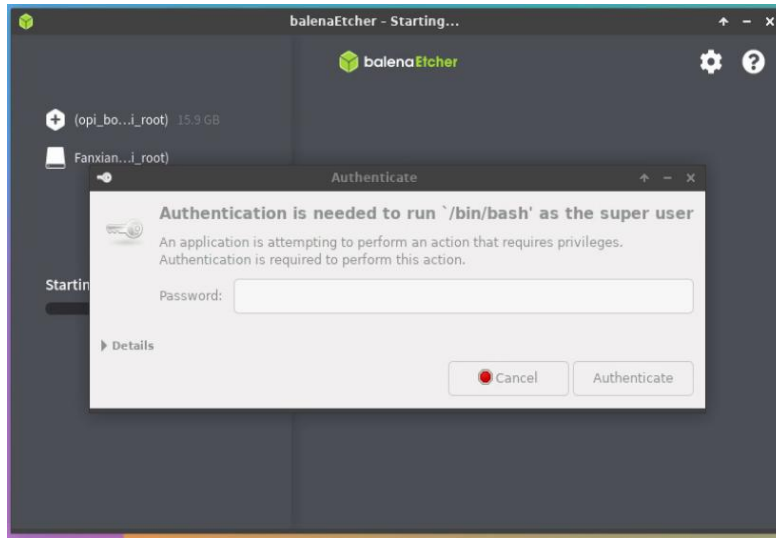 balenaEtcher - Starting...
balenaEtcher
(opi_bo...i_root) 15.9 GB
Fanxian...i_root)
Authenticate
Authentication is needed to run `/bin/bash' as the super user
An application is attempting to perform an action that requires privileges.
Authentication is required to perform this action.
Startin
Password:
Details
Cancel
Authenticate